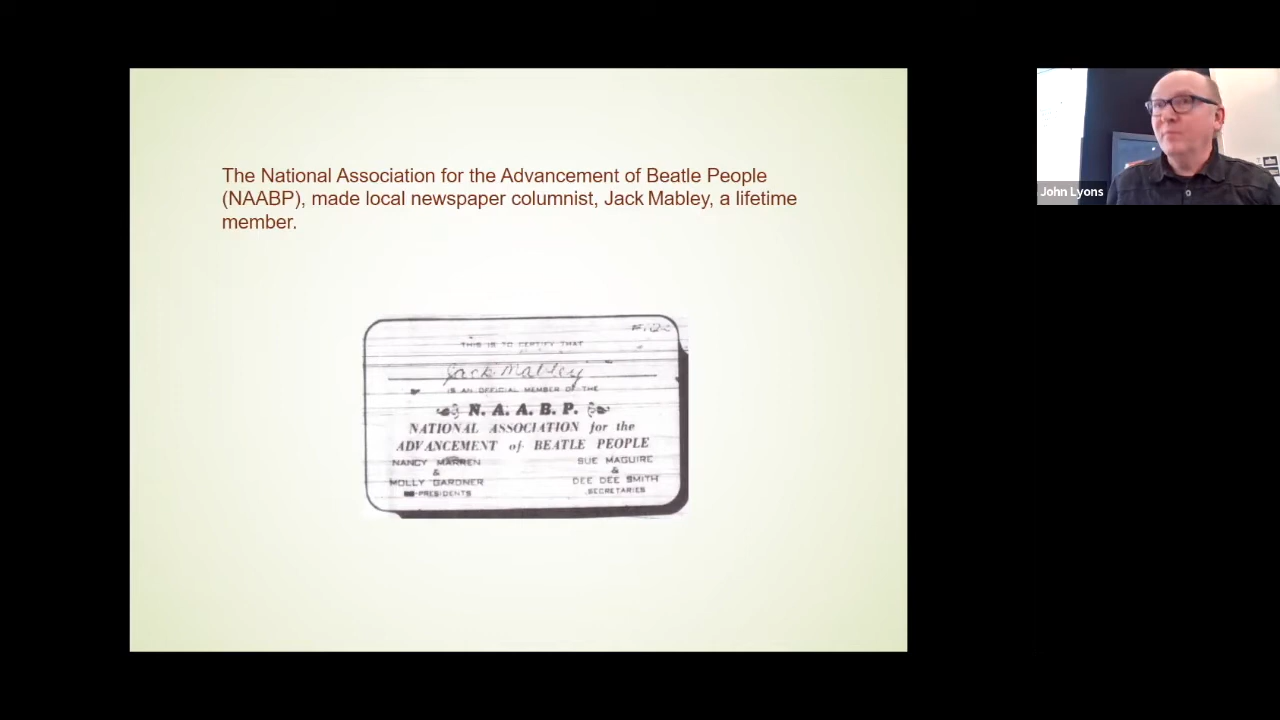 The National Association for the Advancement of Beatle People
(NAABP), made local newspaper columnist, Jack Mabley, a lifetime
member.
THIS IS TO CERTIFY THAT
Jack Mabley
IS AN OFFICIAL MEMBER OF THE
N. A. A. B. P.
NATIONAL ASSOCIATION for the
ADVANCEMENT of BEATLE PEOPLE
NANCY MARREN
&
MOLLY GARDNER
PRESIDENTS
SUE MAGUIRE
&
DEE DEE SMITH
SECRETARIES
John Lyons